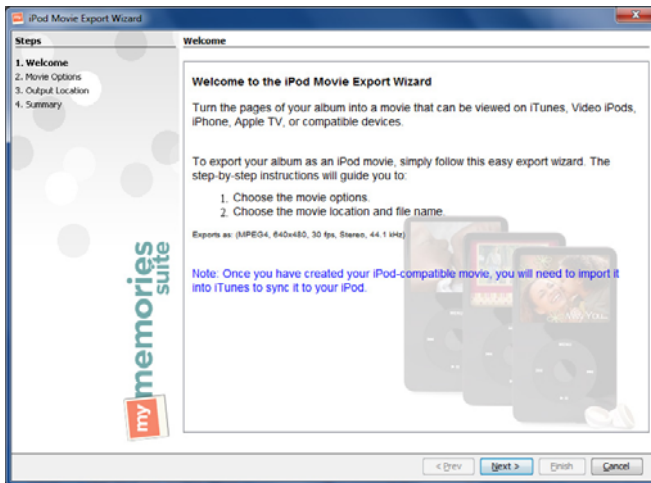 iPod Movie Export Wizard
Steps
1. Welcome
2. Movie Options
3. Output Location
4. Summary
my memories suite
Welcome
Welcome to the iPod Movie Export Wizard
Turn the pages of your album into a movie that can be viewed on iTunes, Video iPods,
iPhone, Apple TV, or compatible devices.
To export your album as an iPod movie, simply follow this easy export wizard. The
step-by-step instructions will guide you to:
1. Choose the movie options.
2. Choose the movie location and file name.
Exports as: (MPEG4, 640x480, 30 fps, Stereo, 44.1 kHz)
Note: Once you have created your iPod-compatible movie, you will need to import it
into iTunes to sync it to your iPod.
< Prev
Next >
Finish
Cancel